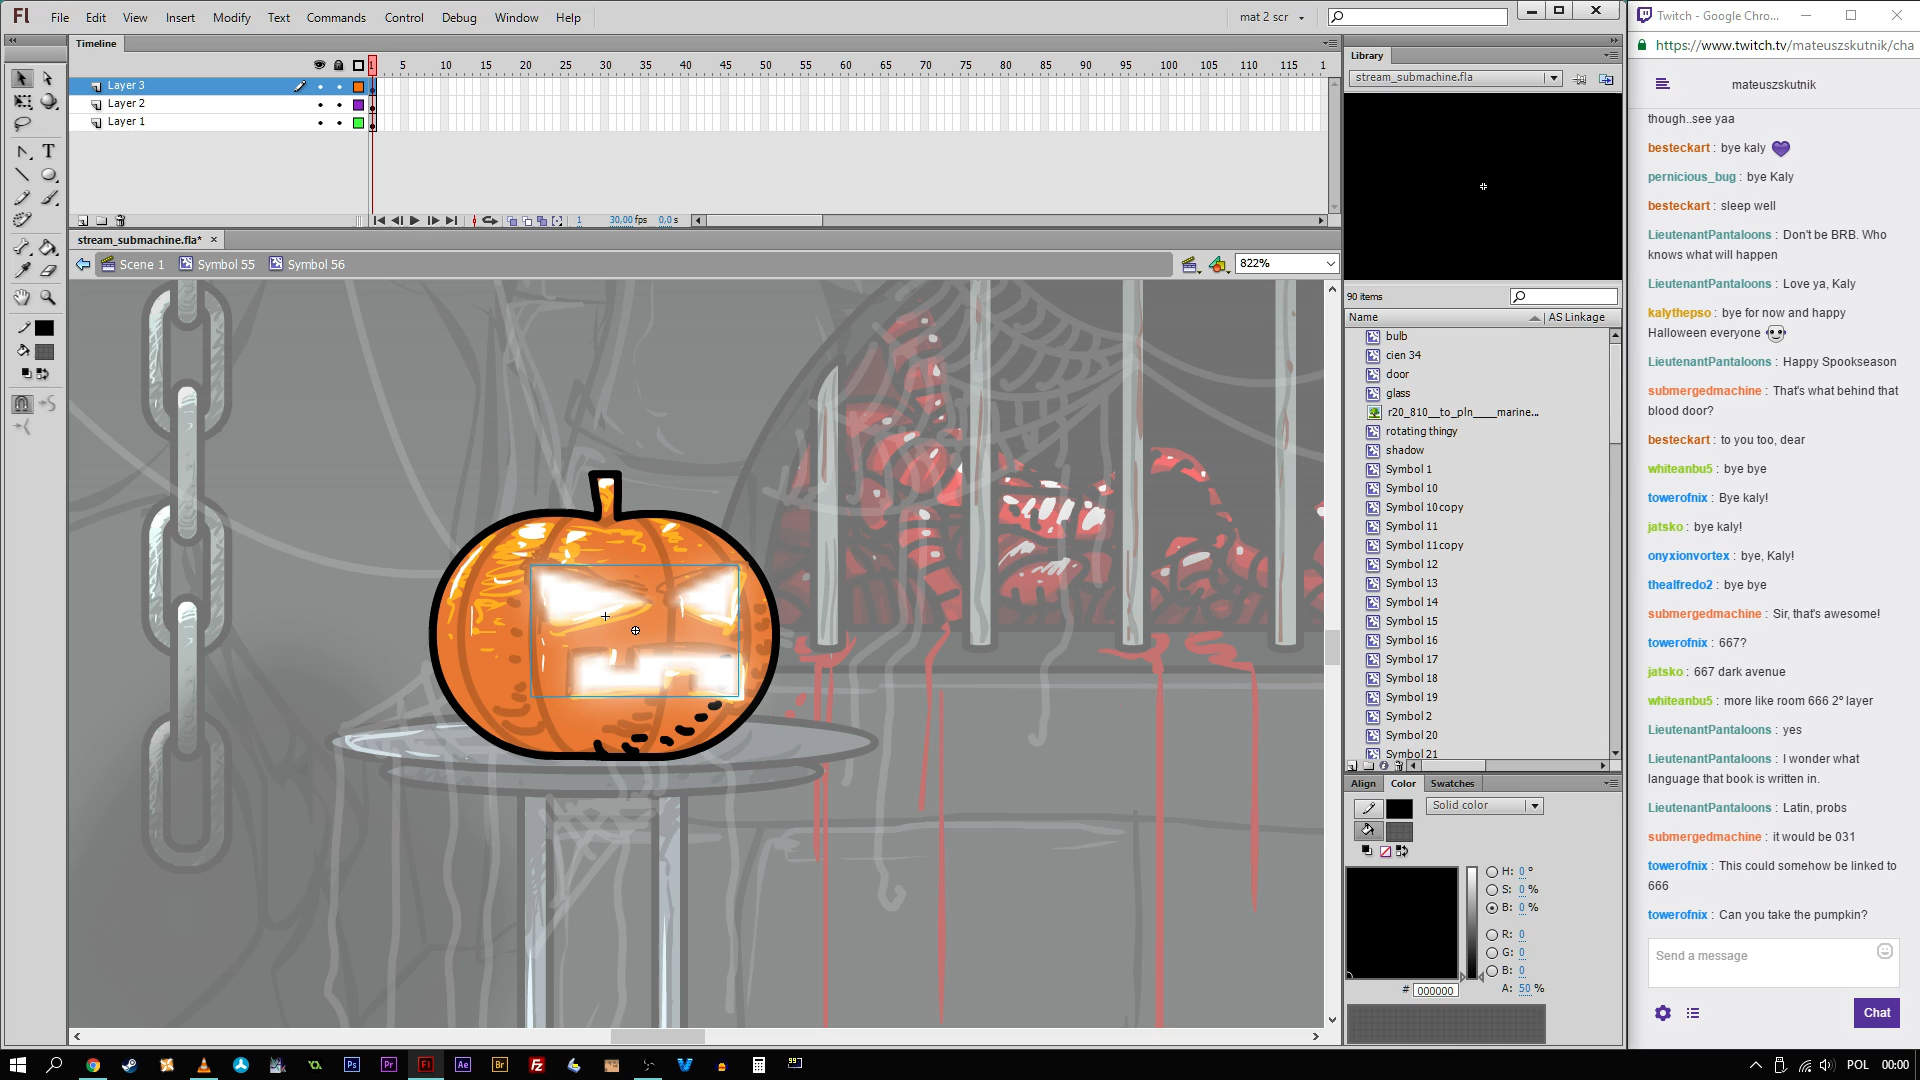 Fl File Edit View Insert Modify Text Commands Control Debug Window Help mat 2 scr
Twitch - Google Chro...
https://www.twitch.tv/mateuszskutnik/cha
Timeline
1 5 10 15 20 25 30 35 40 45 50 55 60 65 70 75 80 85 90 95 100 105 110 115 1
Layer 3
Layer 2
Layer 1
1 30,00 fps 0,0 s
stream_submachine.fla*
Scene 1 Symbol 55 Symbol 56 822%
Library
stream_submachine.fla
90 items
Name AS Linkage
bulb
cien 34
door
glass
r20_810__to_pln____marine...
rotating thingy
shadow
Symbol 1
Symbol 10
Symbol 10 copy
Symbol 11
Symbol 11 copy
Symbol 12
Symbol 13
Symbol 14
Symbol 15
Symbol 16
Symbol 17
Symbol 18
Symbol 19
Symbol 2
Symbol 20
Symbol 21
Align Color Swatches
Solid color
H: 0 °
S: 0 %
B: 0 %
R: 0
G: 0
B: 0
# 000000 A: 50 %
mateuszskutnik
though..see yaa
besteckart : bye kaly
pernicious_bug : bye Kaly
besteckart : sleep well
LieutenantPantaloons : Don't be BRB. Who
knows what will happen
LieutenantPantaloons : Love ya, Kaly
kalythepso : bye for now and happy
Halloween everyone
LieutenantPantaloons : Happy Spookseason
submergedmachine : That's what behind that
blood door?
besteckart : to you too, dear
whiteanbu5 : bye bye
towerofnix : Bye kaly!
jatsko : bye kaly!
onyxionvortex : bye, Kaly!
thealfredo2 : bye bye
submergedmachine : Sir, that's awesome!
towerofnix : 667?
jatsko : 667 dark avenue
whiteanbu5 : more like room 666 2º layer
LieutenantPantaloons : yes
LieutenantPantaloons : I wonder what
language that book is written in.
LieutenantPantaloons : Latin, probs
submergedmachine : it would be 031
towerofnix : This could somehow be linked to
666
towerofnix : Can you take the pumpkin?
Send a message
Chat
Ps Pr Fl Ae Br Fz POL 00:00